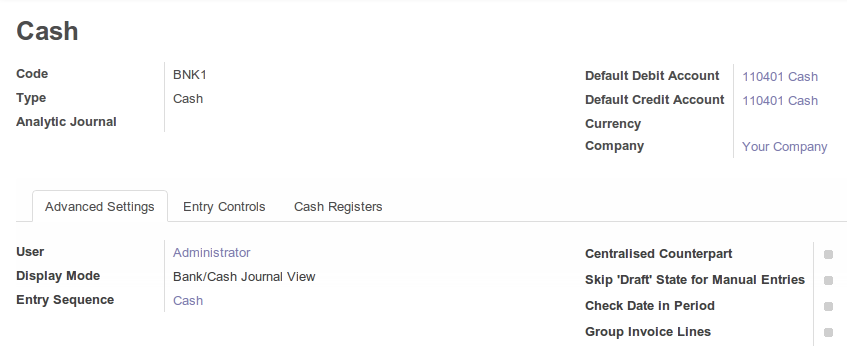 Cash
Code BNK1
Type Cash
Analytic Journal
Default Debit Account 110401 Cash
Default Credit Account 110401 Cash
Currency
Company Your Company
Advanced Settings Entry Controls Cash Registers
User Administrator
Display Mode Bank/Cash Journal View
Entry Sequence Cash
Centralised Counterpart
Skip 'Draft' State for Manual Entries
Check Date in Period
Group Invoice Lines